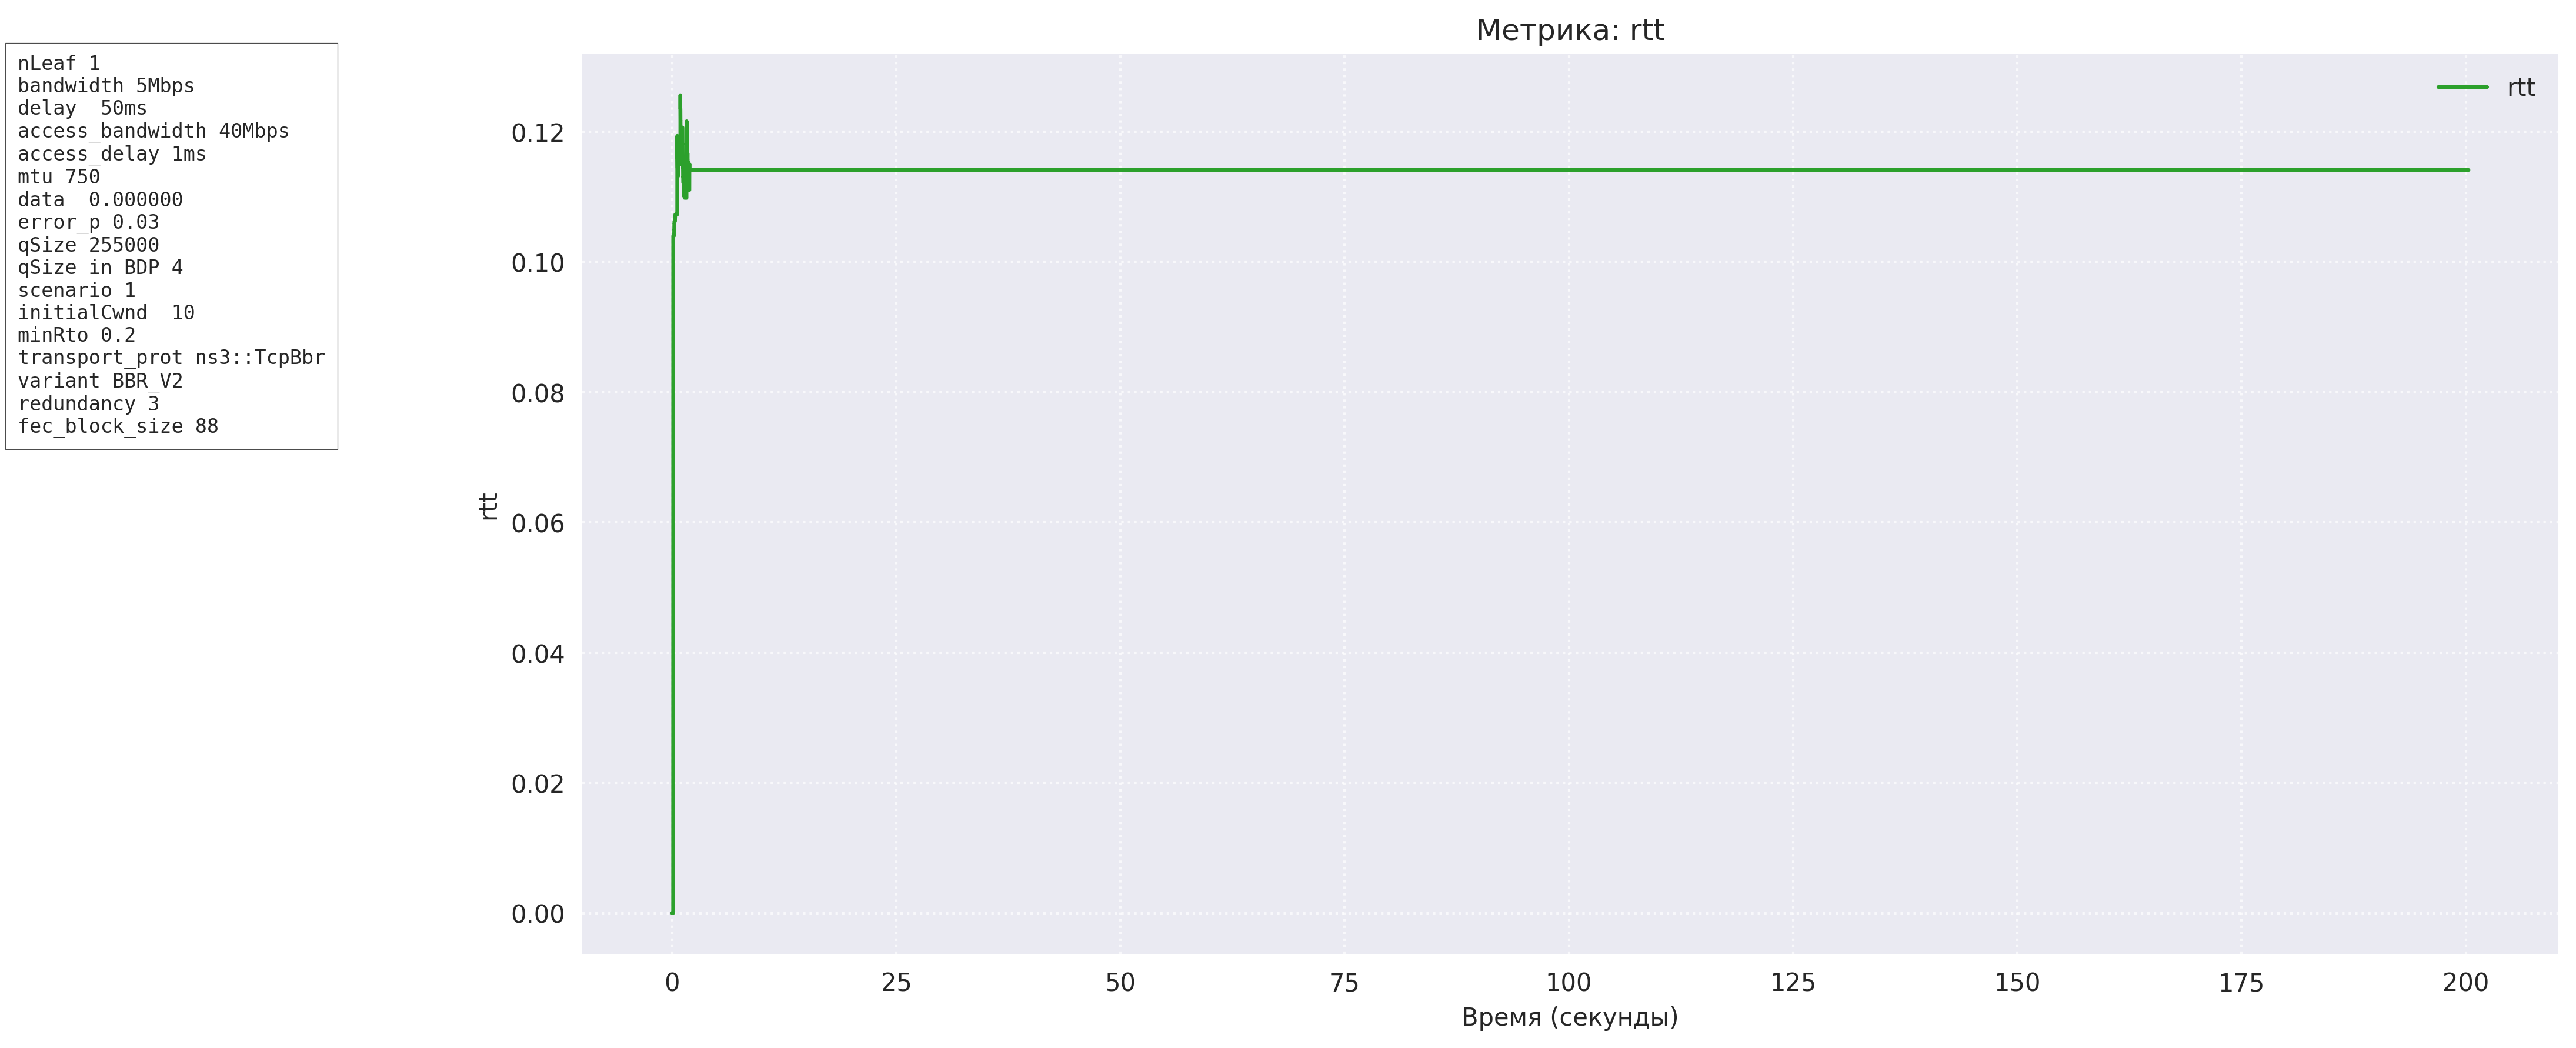 Метрика: rtt
nLeaf 1
bandwidth 5Mbps
delay  50ms
access_bandwidth 40Mbps
access_delay 1ms
mtu 750
data  0.000000
error_p 0.03
qSize 255000
qSize in BDP 4
scenario 1
initialCwnd  10
minRto 0.2
transport_prot ns3::TcpBbr
variant BBR_V2
redundancy 3
fec_block_size 88
rtt
rtt
0.12
0.10
0.08
0.06
0.04
0.02
0.00
0 25 50 75 100 125 150 175 200
Время (секунды)